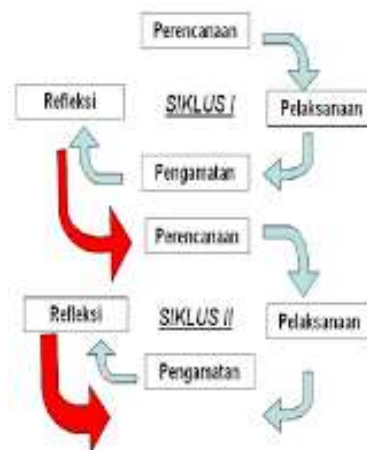 Perencanaan
Refleksi
SIKLUS I
Pelaksanaan
Pengamatan
Perencanaan
Refleksi
SIKLUS II
Pelaksanaan
Pengamatan